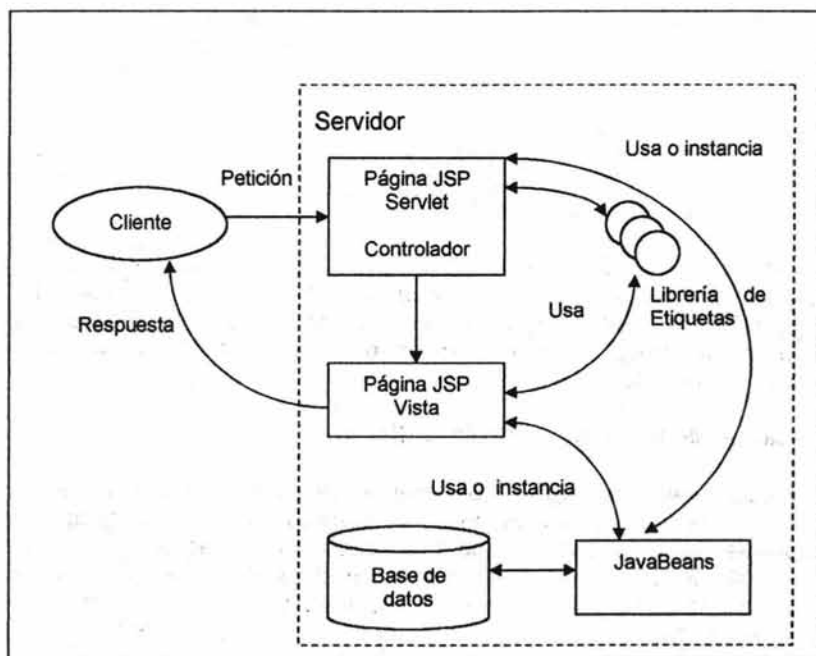 Servidor
Usa o instancia
Petición
Página JSP
Servlet
Cliente
Controlador
Librería de
Etiquetas
Usa
Respuesta
Página JSP
Vista
Usa o instancia
JavaBeans
Base de
datos